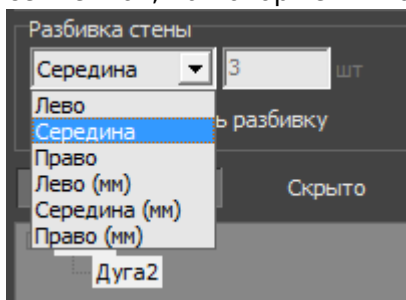 Разбивка стены
Середина 3 шт
Лево
Середина ь разбивку
Право
Лево (мм)
Середина (мм) Скрыто
Право (мм)
Дуга2